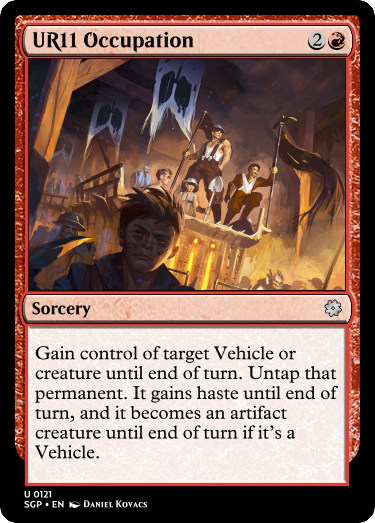 UR11 Occupation 2
Sorcery
Gain control of target Vehicle or
creature until end of turn. Untap that
permanent. It gains haste until end of
turn, and it becomes an artifact
creature until end of turn if it's a
Vehicle.
U 0121
SGP • EN Daniel Kovacs